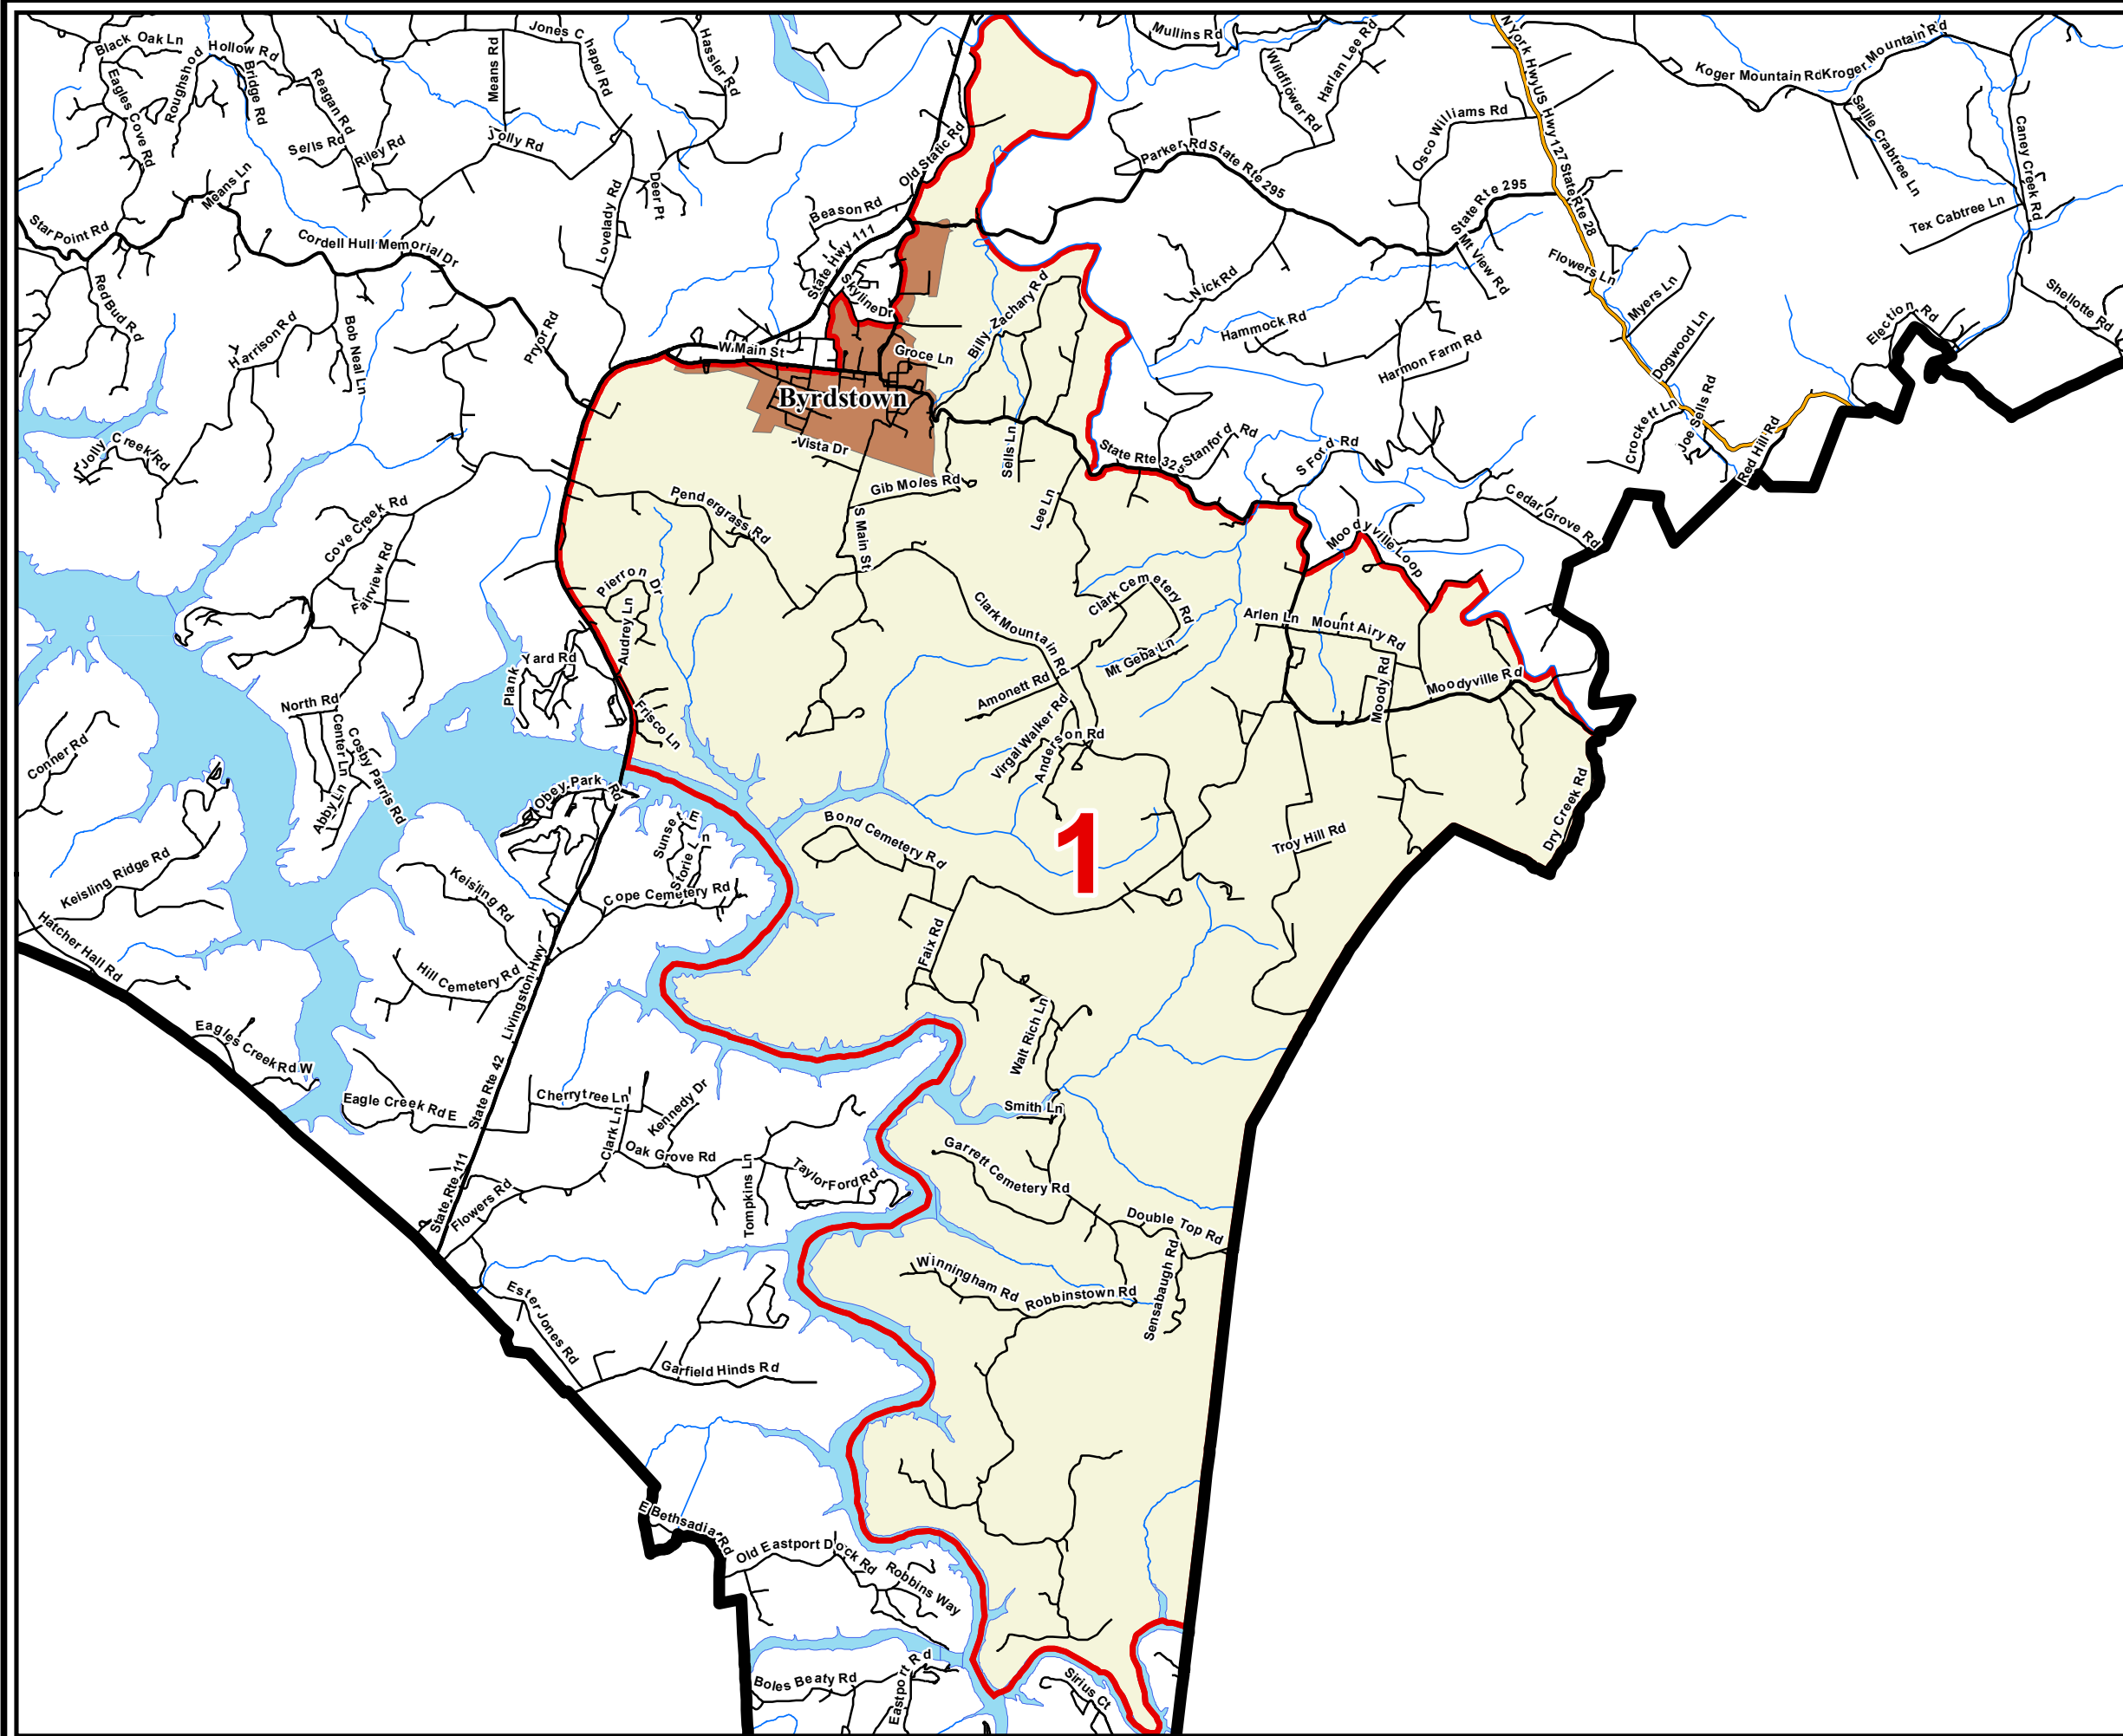 Black Oak Ln
Hollow Rd
Roughshod
Bridge Rd
Eagles Cove Rd
Reagan Rd
Sells Rd
Riley Rd
Means Rd
Jones Chapel Rd
Hassler Rd
Jolly Rd
Lovelady Rd
Deer Pt
Means Ln
Star Point Rd
Cordell Hull Memorial Dr
Red Bud Rd
Harrison Rd
Bob Neal Ln
Pryor Rd
Old Static Rd
Beason Rd
State Hwy 111
Skyline Dr
W Main St
Groce Ln
Byrdstown
Vista Dr
Billy Zachary Rd
Mullins Rd
Wildflower Rd
Harlan Lee Rd
Parker Rd
State Rte 295
Osco Williams Rd
State Rte 295
Mt View Rd
Nick Rd
Hammock Rd
Harmon Farm Rd
N York Hwy
US Hwy 127
State Rte 28
Flowers Ln
Myers Ln
Dogwood Ln
Crockett Ln
Joe Sells Rd
Red Hill Rd
Koger Mountain Rd
Kroger Mountain Rd
Sallie Crabtree Ln
Caney Creek Rd
Tex Cabtree Ln
Shellotte Rd
Election Rd
Jolly Creek Rd
Cove Creek Rd
Fairview Rd
Pendergrass Rd
Gib Moles Rd
S Main St
Sells Ln
Lee Ln
State Rte 325
Stanford Rd
S Ford Rd
Cedar Grove Rd
Moodyville Loop
Pierron Dr
Audrey Ln
Clark Mountain Rd
Clark Cemetery Rd
Mt Geba Ln
Arlen Ln
Mount Airy Rd
Moody Rd
Moodyville Rd
Amonett Rd
Virgal Walker Rd
Anderson Rd
Plank Yard Rd
Frisco Ln
North Rd
Center Ln
Cosby Parris Rd
Abby Ln
Conner Rd
Obey Park Rd
Sunse
E
Storie Ln
Cope Cemetery Rd
Bond Cemetery Rd
1
Troy Hill Rd
Dry Creek Rd
Keisling Ridge Rd
Keisling Rd
Hatcher Hall Rd
Hill Cemetery Rd
Livingston Hwy
Faix Rd
Walt Rich Ln
Smith Ln
Eagles Creek Rd W
Eagle Creek Rd E
State Rte 42
Cherrytree Ln
Clark Ln
Kennedy Dr
Oak Grove Rd
Tompkins Ln
Taylor Ford Rd
State Rte 111
Flowers Rd
Garrett Cemetery Rd
Double Top Rd
Winningham Rd
Robbinstown Rd
Sensabaugh Rd
Ester Jones Rd
Garfield Hinds Rd
E Bethsadia Rd
Old Eastport Dock Rd
Robbins Way
Boles Beaty Rd
Eastport Rd
Sirius Ct